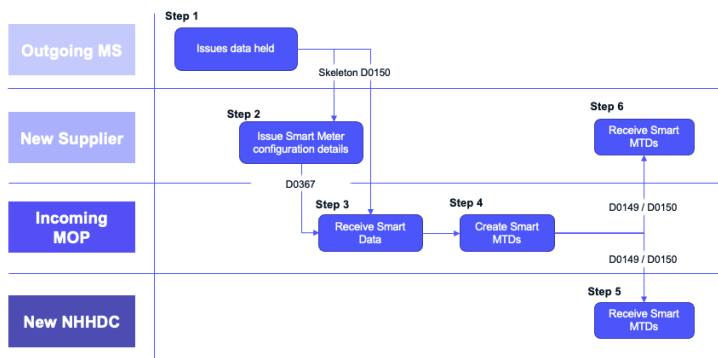 Step 1
Outgoing MS
Issues data held
Skeleton D0150
Step 2
Step 6
New Supplier
Issue Smart Meter
configuration details
Receive Smart
MTDs
D0367
Step 3
Step 4
D0149 / D0150
Incoming
MOP
Receive Smart
Data
Create Smart
MTDs
D0149 / D0150
Step 5
New NHHDC
Receive Smart
MTDs